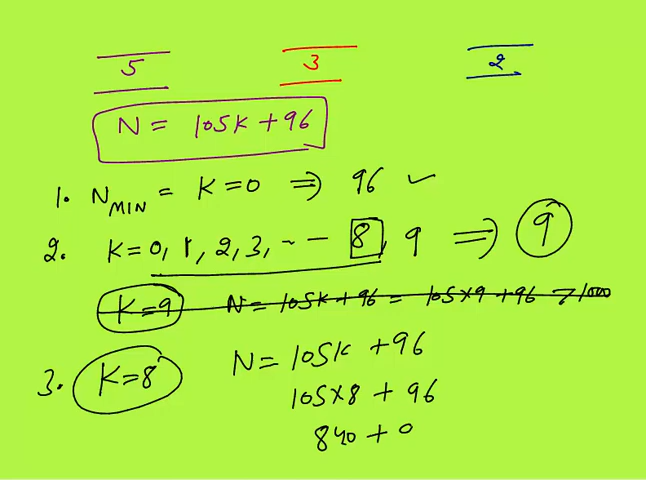 5 3 2
N = 105K + 96
1. N MIN = K=0 ⇒ 96 ✓
2. K=0, 1, 2, 3, -- — 8, 9 ⇒ 9
K=9 N = 105K + 96 = 105×9 + 96 > 1000
3. K=8 N = 105K + 96
105×8 + 96
840 + 0